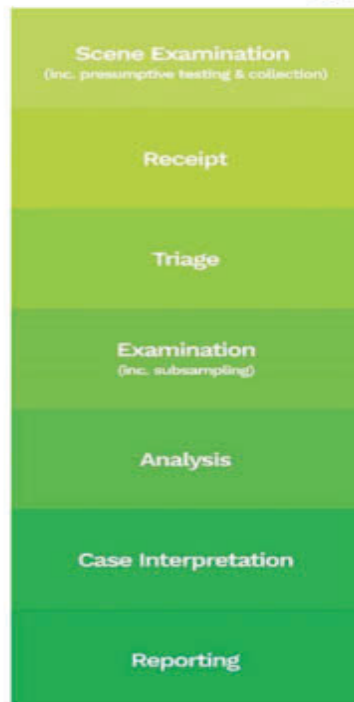 Scene Examination
(inc. presumptive testing & collection)
Receipt
Triage
Examination
(inc. subsampling)
Analysis
Case Interpretation
Reporting